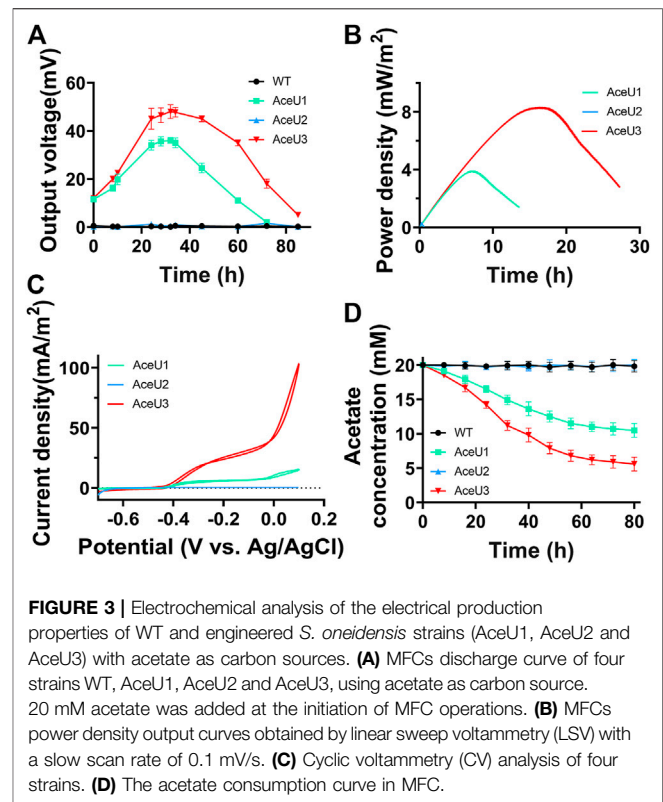 A
Output voltage(mV)
60
40
20
0
0 20 40 60 80
Time (h)
WT
AceU1
AceU2
AceU3
B
Power density (mW/m²)
8
4
0
0 10 20 30
Time (h)
AceU1
AceU2
AceU3
C
Current density(mA/m²)
100
50
0
-0.6 -0.4 -0.2 0.0 0.2
Potential (V vs. Ag/AgCl)
AceU1
AceU2
AceU3
D
Acetate
concentration (mM)
20
15
10
5
0
0 20 40 60 80
Time (h)
WT
AceU1
AceU2
AceU3
FIGURE 3 | Electrochemical analysis of the electrical production
properties of WT and engineered S. oneidensis strains (AceU1, AceU2 and
AceU3) with acetate as carbon sources. (A) MFCs discharge curve of four
strains WT, AceU1, AceU2 and AceU3, using acetate as carbon source.
20 mM acetate was added at the initiation of MFC operations. (B) MFCs
power density output curves obtained by linear sweep voltammetry (LSV) with
a slow scan rate of 0.1 mV/s. (C) Cyclic voltammetry (CV) analysis of four
strains. (D) The acetate consumption curve in MFC.